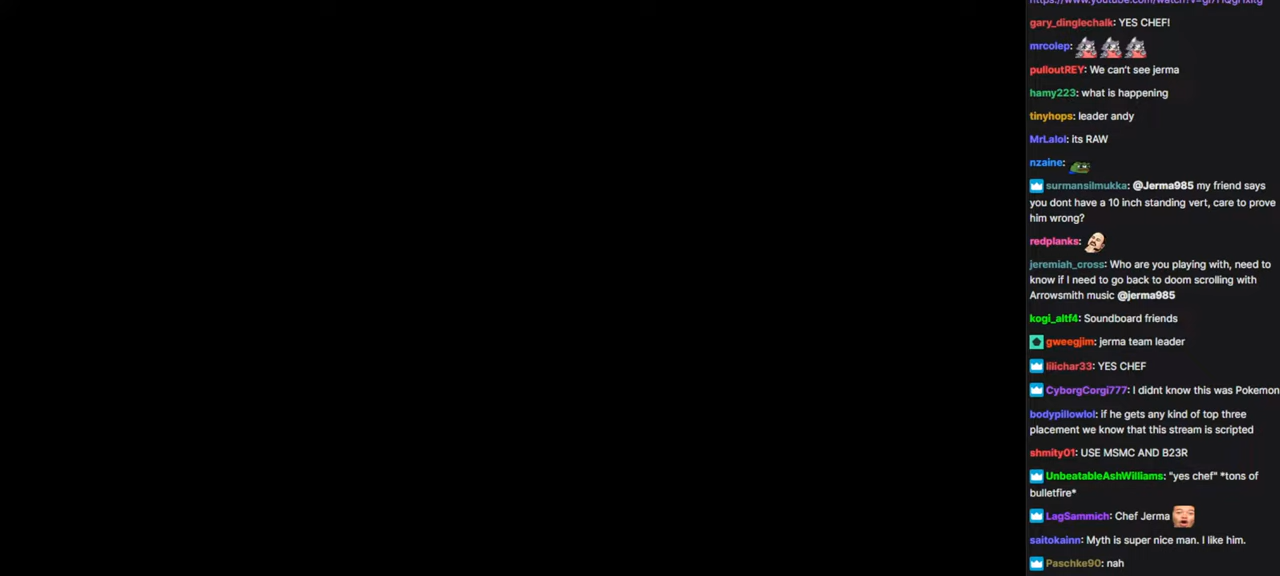 gary_dinglechalk: YES CHEF!
mrcolep:
pulloutREY: We can't see jerma
hamy223: what is happening
tinyhops: leader andy
MrLaloi: its RAW
nzaine:
surmansilmukka: @Jerma985 my friend says
you dont have a 10 inch standing vert, care to prove
him wrong?
redplanks:
jeremiah_cross: Who are you playing with, need to
know if I need to go back to doom scrolling with
Arrowsmith music @jerma985
kogi_altf4: Soundboard friends
gweegjim: jerma team leader
lilichar33: YES CHEF
CyborgCorgi777: I didnt know this was Pokemon
bodypillowlol: if he gets any kind of top three
placement we know that this stream is scripted
shmity01: USE MSMC AND B23R
UnbeatableAshWilliams: "yes chef" *tons of
bulletfire*
LagSammich: Chef Jerma
saitokainn: Myth is super nice man. I like him.
Paschke90: nah